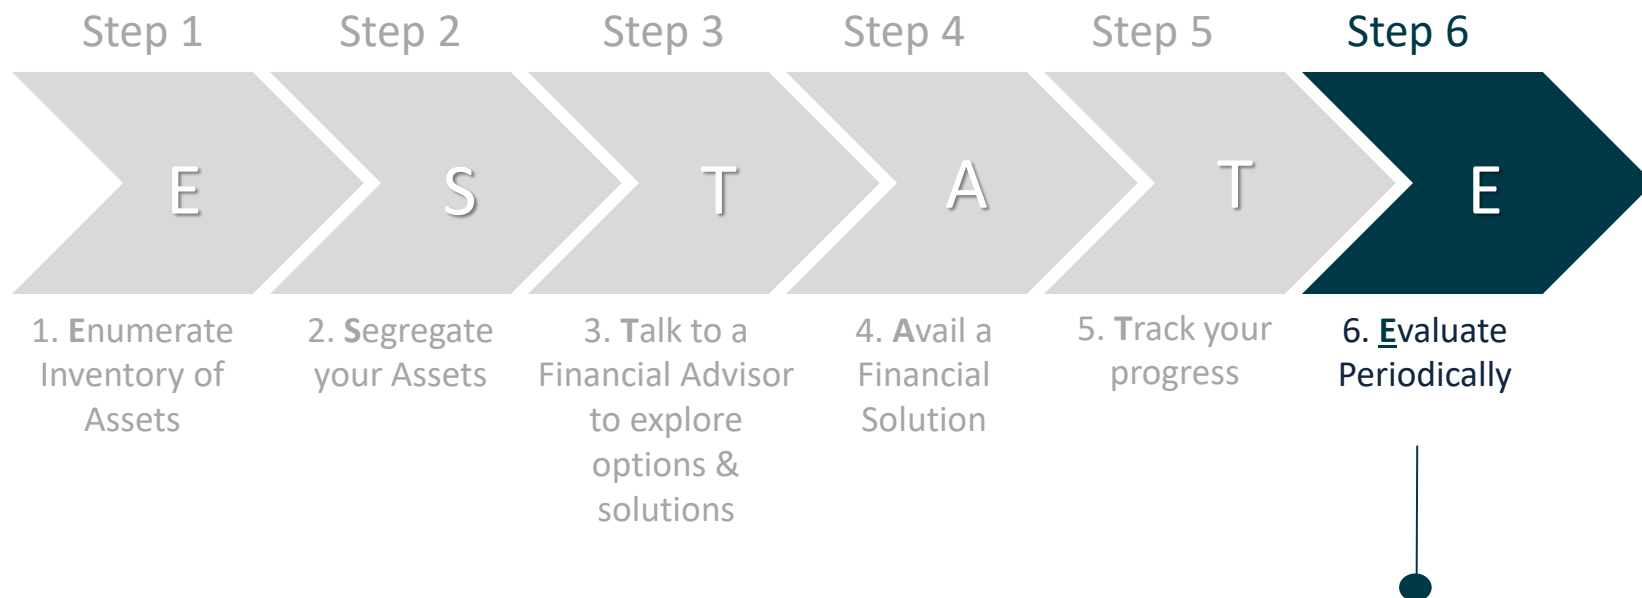 Step 1
Step 2
Step 3
Step 4
Step 5
Step 6
E
S
T
A
T
E
1. Enumerate
Inventory of
Assets
2. Segregate
your Assets
3. Talk to a
Financial Advisor
to explore
options &
solutions
4. Avail a
Financial
Solution
5. Track your
progress
6. Evaluate
Periodically